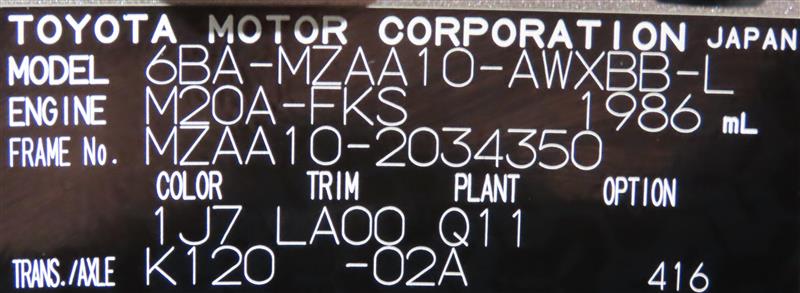 TOYOTA MOTOR CORPORATION JAPAN
MODEL 6BA-MZAA10-AWXBB-L
ENGINE M20A-FKS 1986 mL
FRAME No. MZAA10-2034350
COLOR TRIM PLANT OPTION
1J7 LA00 Q11
TRANS./AXLE K120 -02A 416